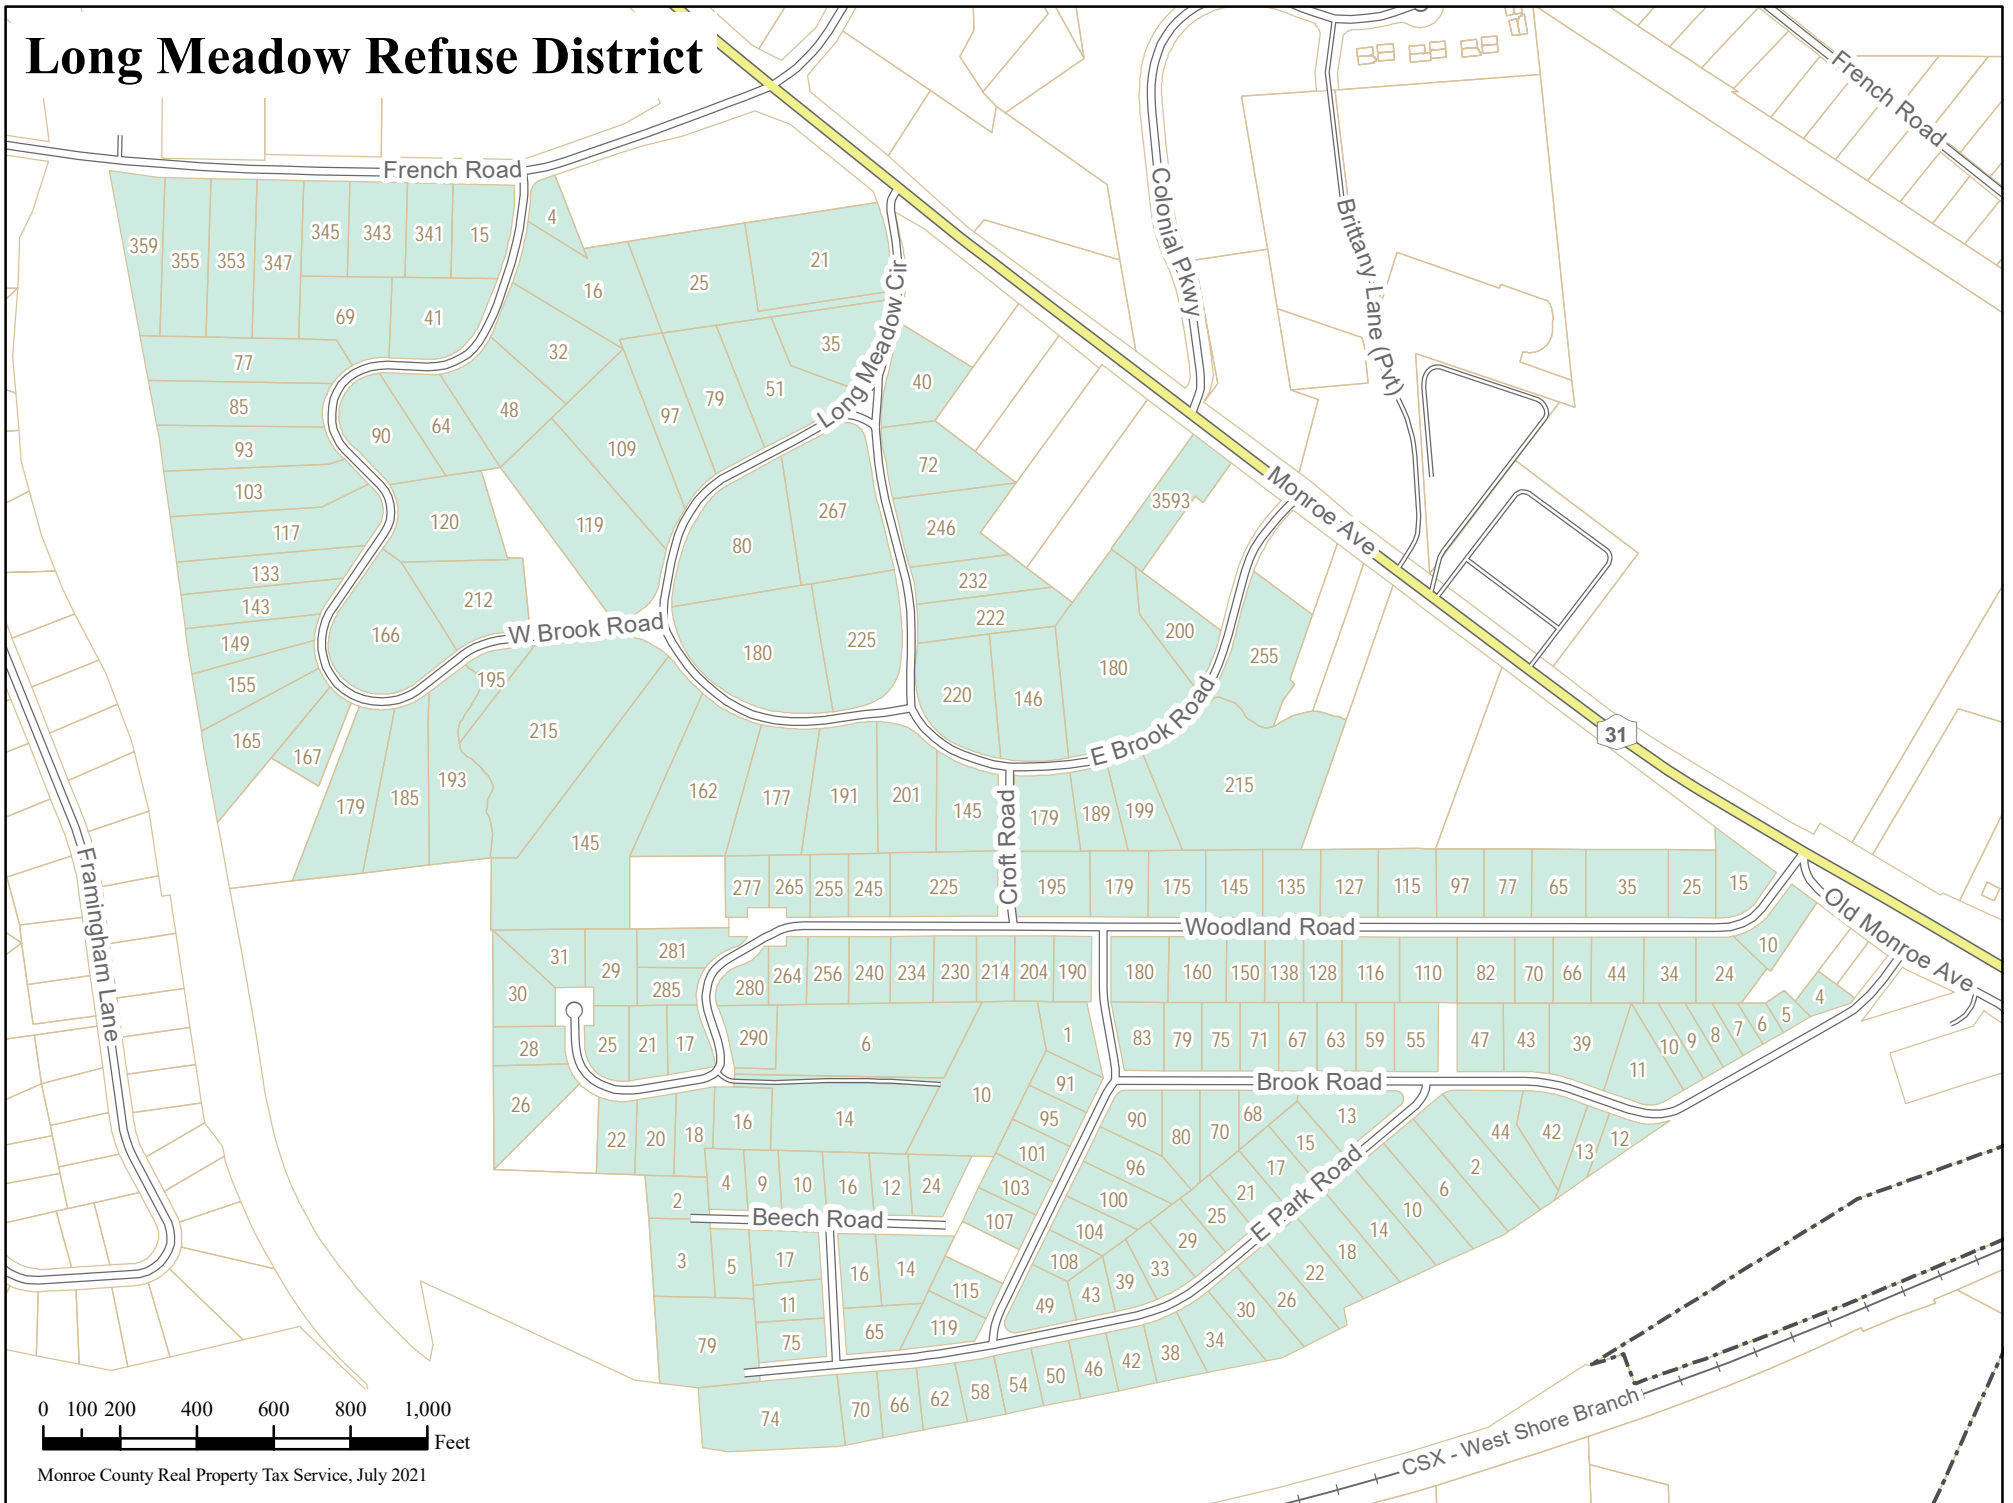 Long Meadow Refuse District
French Road
French Road
Colonial Pkwy
Brittany Lane (Pvt)
Long Meadow Cir
Monroe Ave
31
W Brook Road
E Brook Road
Croft Road
Woodland Road
Old Monroe Ave
Framingham Lane
Brook Road
E Park Road
Beech Road
CSX - West Shore Branch
359 355 353 347 345 343 341 15 4
69 41 16 25 21
77 32 35 40
85 90 64 48 97 79 51
93 109 72
103 117 120 119 80 267 246 3593
133 143 149 166 212 232 222
155 165 167 195 180 225 220 146 180 200 255
179 185 193 215 145 162 177 191 201 145 179 189 199 215
277 265 255 245 225 195 179 175 145 135 127 115 97 77 65 35 25 15
31 29 281 285 280 264 256 240 234 230 214 204 190 180 160 150 138 128 116 110 82 70 66 44 34 24 10
30 28 26 25 21 17 290 6 1 83 79 75 71 67 63 59 55 47 43 39 11 10 9 8 7 6 5 4
22 20 18 16 14 10 91 95 101 103 107
90 80 70 68 13 15 17 21 25 29 33 39 43 49
96 100 104 108
44 42 13 12 2 6 10 14 18 22 26 30 34 38 42 46 50 54 58 62 66 70 74
2 4 9 10 16 12 24
3 5 17 11 75 79 16 14 65 115 119
0 100 200 400 600 800 1,000
Feet
Monroe County Real Property Tax Service, July 2021